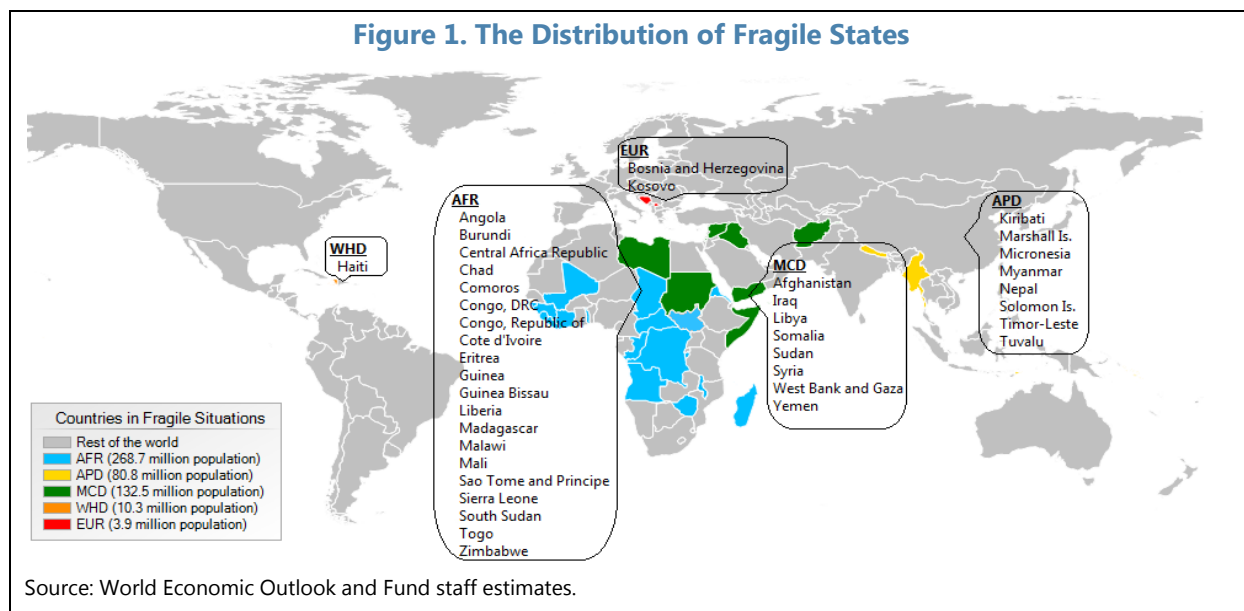 Figure 1. The Distribution of Fragile States
EUR
Bosnia and Herzegovina
Kosovo
AFR
Angola
Burundi
Central Africa Republic
Chad
Comoros
Congo, DRC
Congo, Republic of
Cote d'Ivoire
Eritrea
Guinea
Guinea Bissau
Liberia
Madagascar
Malawi
Mali
Sao Tome and Principe
Sierra Leone
South Sudan
Togo
Zimbabwe
APD
Kiribati
Marshall Is.
Micronesia
Myanmar
Nepal
Solomon Is.
Timor-Leste
Tuvalu
WHD
Haiti
MCD
Afghanistan
Iraq
Libya
Somalia
Sudan
Syria
West Bank and Gaza
Yemen
Countries in Fragile Situations
Rest of the world
AFR (268.7 million population)
APD (80.8 million population)
MCD (132.5 million population)
WHD (10.3 million population)
EUR (3.9 million population)
Source: World Economic Outlook and Fund staff estimates.